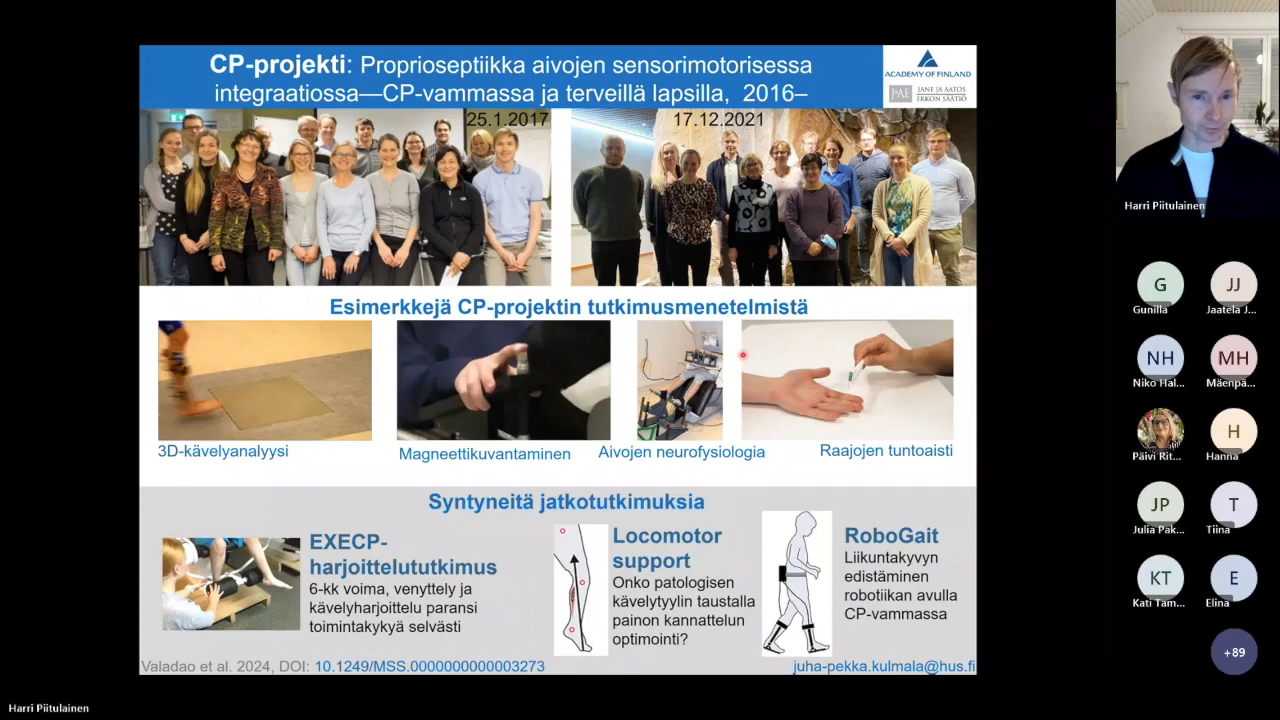 CP-projekti: Proprioseptiikka aivojen sensorimotorisessa
integraatiossa—CP-vammassa ja terveillä lapsilla, 2016–
ACADEMY OF FINLAND
JANE JA AATOS
ERKON SÄÄTIÖ
25.1.2017
17.12.2021
Esimerkkejä CP-projektin tutkimusmenetelmistä
3D-kävelyanalyysi
Magneettikuvantaminen
Aivojen neurofysiologia
Raajojen tuntoaisti
Syntyneitä jatkotutkimuksia
EXECP-
harjoittelututkimus
6-kk voima, venyttely ja
kävelyharjoittelu paransi
toimintakykyä selvästi
Locomotor
support
Onko patologisen
kävelytyylin taustalla
painon kannattelun
optimointi?
RoboGait
Liikuntakyvyn
edistäminen
robotiikan avulla
CP-vammassa
Valadao et al. 2024, DOI: 10.1249/MSS.0000000000003273
juha-pekka.kulmala@hus.fi
Harri Piitulainen
G
Gunilla
JJ
Jaatela J...
NH
Niko Hal...
MH
Mäenpä...
Päivi Rit...
H
Hanna
JP
Julia Pak...
T
Tiina
KT
Kati Tam...
E
Elina
+89
Harri Piitulainen